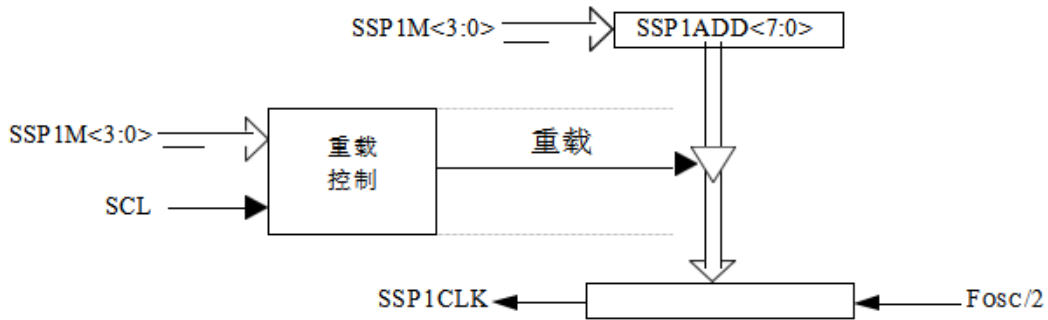 SSP1M<3:0>
SSP1ADD<7:0>
SSP1M<3:0>
重载
控制
重载
SCL
SSP1CLK
Fosc/2